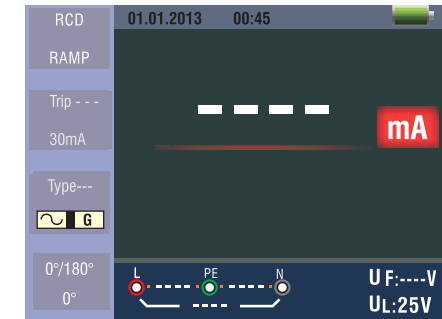 RCD
RAMP
Trip - - -
30mA
Type---
G
0°/180°
0°
01.01.2013 00:45
- - - -
mA
L PE N
U F:----V
UL:25V